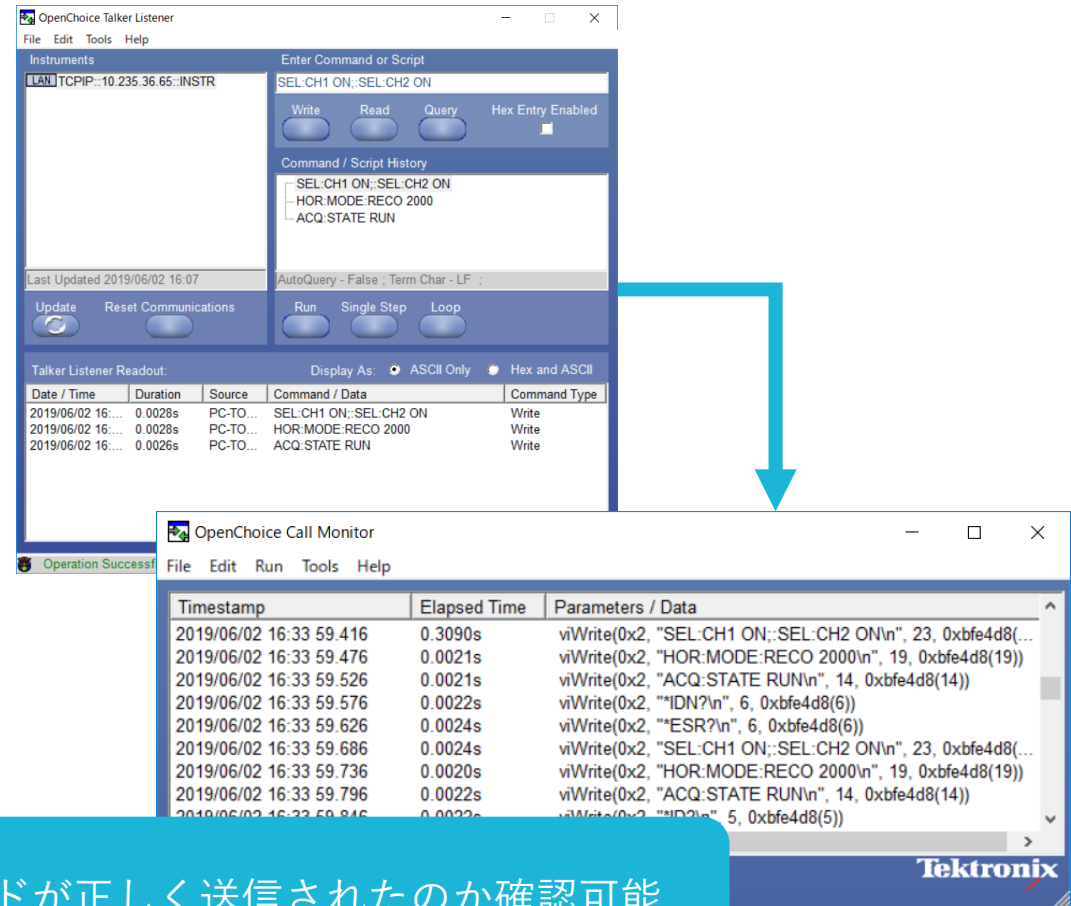 OpenChoice Talker Listener
File Edit Tools Help
Instruments
LAN TCPIP::10.235.36.65::INSTR
Last Updated 2019/06/02 16:07
Update Reset Communications
Enter Command or Script
SEL:CH1 ON;:SEL:CH2 ON
Write Read Query Hex Entry Enabled
Command / Script History
SEL:CH1 ON;:SEL:CH2 ON
HOR:MODE:RECO 2000
ACQ:STATE RUN
AutoQuery - False ; Term Char - LF ;
Run Single Step Loop
Talker Listener Readout: Display As: ASCII Only Hex and ASCII
Date / Time Duration Source Command / Data Command Type
2019/06/02 16:... 0.0028s PC-TO... SEL:CH1 ON;:SEL:CH2 ON Write
2019/06/02 16:... 0.0028s PC-TO... HOR:MODE:RECO 2000 Write
2019/06/02 16:... 0.0026s PC-TO... ACQ:STATE RUN Write
Operation Successf
OpenChoice Call Monitor
File Edit Run Tools Help
Timestamp Elapsed Time Parameters / Data
2019/06/02 16:33 59.416 0.3090s viWrite(0x2, "SEL:CH1 ON;:SEL:CH2 ON\n", 23, 0xbfe4d8(...
2019/06/02 16:33 59.476 0.0021s viWrite(0x2, "HOR:MODE:RECO 2000\n", 19, 0xbfe4d8(19))
2019/06/02 16:33 59.526 0.0021s viWrite(0x2, "ACQ:STATE RUN\n", 14, 0xbfe4d8(14))
2019/06/02 16:33 59.576 0.0022s viWrite(0x2, "*IDN?\n", 6, 0xbfe4d8(6))
2019/06/02 16:33 59.626 0.0024s viWrite(0x2, "*ESR?\n", 6, 0xbfe4d8(6))
2019/06/02 16:33 59.686 0.0024s viWrite(0x2, "SEL:CH1 ON;:SEL:CH2 ON\n", 23, 0xbfe4d8(...
2019/06/02 16:33 59.736 0.0020s viWrite(0x2, "HOR:MODE:RECO 2000\n", 19, 0xbfe4d8(19))
2019/06/02 16:33 59.796 0.0022s viWrite(0x2, "ACQ:STATE RUN\n", 14, 0xbfe4d8(14))
2019/06/02 16:33 59.846 0.0022s viWrite(0x2, "*ID?\n", 5, 0xbfe4d8(5))
Tektronix
ドが正しく送信されたのか確認可能